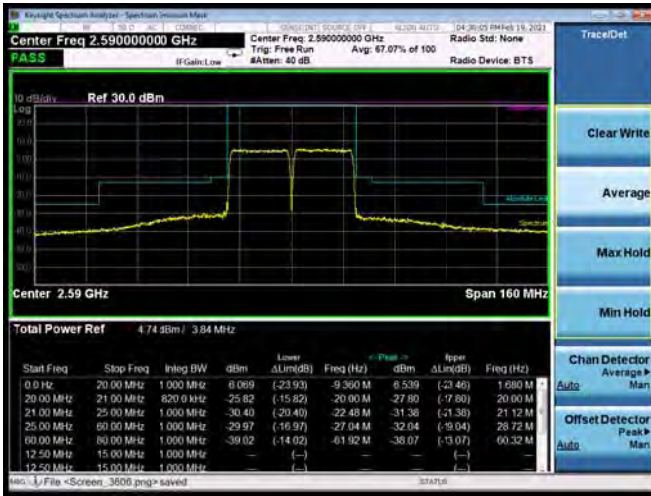 Keysight Spectrum Analyzer - Spectrum Emission Mask
SENSE:INT SOURCE OFF ALIGN AUTO 04:36:05 PM Feb 19, 2021
Center Freq 2.590000000 GHz
Center Freq: 2.590000000 GHz
Radio Std: None
PASS
IFGain:Low
Trig: Free Run Avg: 67.07% of 100
#Atten: 40 dB
Radio Device: BTS
10 dB/div Ref 30.0 dBm
Log
Absolute Limit
Spectrum
Center 2.59 GHz Span 160 MHz
Total Power Ref 4.74 dBm / 3.84 MHz
Lower <-Peak-> Upper
Start Freq Stop Freq Integ BW dBm ΔLim(dB) Freq (Hz) dBm ΔLim(dB) Freq (Hz)
0.0 Hz 20.00 MHz 1.000 MHz 6.069 (-23.93) -9.360 M 6.539 (-23.46) 1.680 M
20.00 MHz 21.00 MHz 820.0 kHz -25.82 (-15.82) -20.00 M -27.80 (-17.80) 20.00 M
21.00 MHz 25.00 MHz 1.000 MHz -30.40 (-20.40) -22.48 M -31.38 (-21.38) 21.12 M
25.00 MHz 60.00 MHz 1.000 MHz -29.97 (-16.97) -27.04 M -32.04 (-19.04) 28.72 M
60.00 MHz 80.00 MHz 1.000 MHz -39.02 (-14.02) -61.92 M -38.07 (-13.07) 60.32 M
12.50 MHz 15.00 MHz 1.000 MHz --- (---) --- --- (---) ---
12.50 MHz 15.00 MHz 1.000 MHz --- (---) --- --- (---) ---
MSG File <Screen_3606.png> saved STATUS
Trace/Det
Clear Write
Average
Max Hold
Min Hold
Chan Detector
Average
Auto Man
Offset Detector
Peak
Auto Man